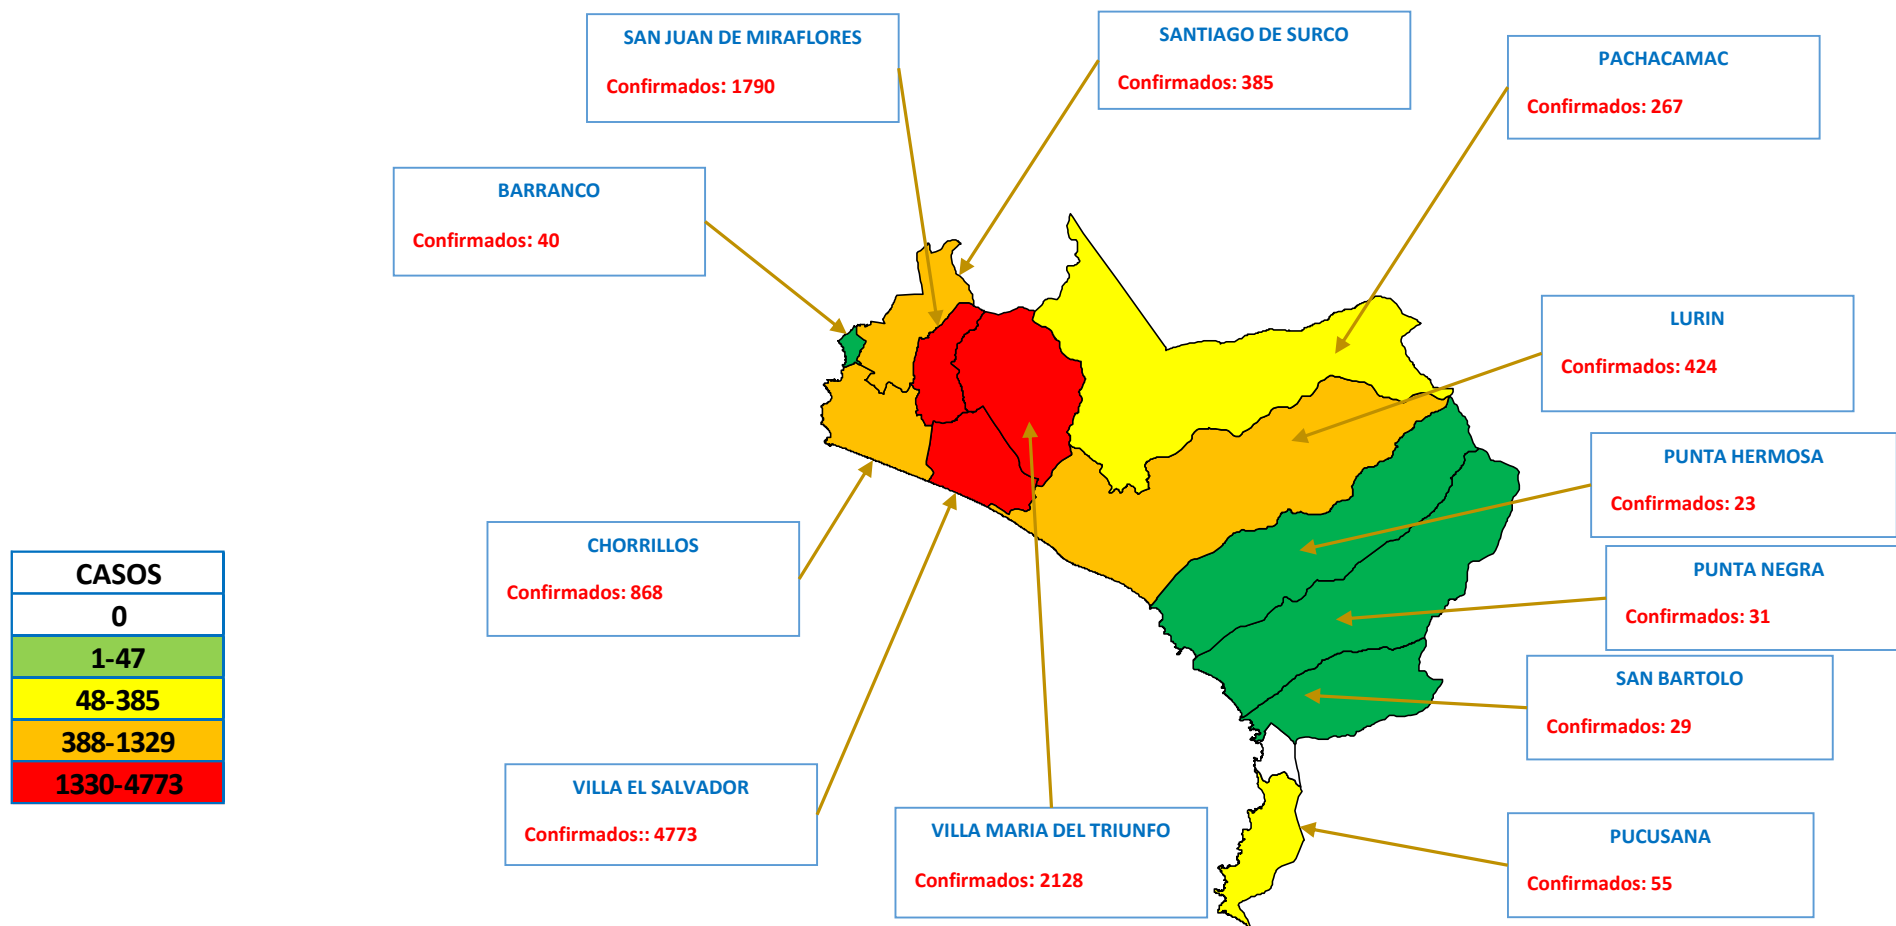 SAN JUAN DE MIRAFLORES
Confirmados: 1790
SANTIAGO DE SURCO
Confirmados: 385
PACHACAMAC
Confirmados: 267
BARRANCO
Confirmados: 40
LURIN
Confirmados: 424
PUNTA HERMOSA
Confirmados: 23
CHORRILLOS
Confirmados: 868
PUNTA NEGRA
Confirmados: 31
SAN BARTOLO
Confirmados: 29
VILLA EL SALVADOR
Confirmados:: 4773
VILLA MARIA DEL TRIUNFO
Confirmados: 2128
PUCUSANA
Confirmados: 55
CASOS
0
1-47
48-385
388-1329
1330-4773